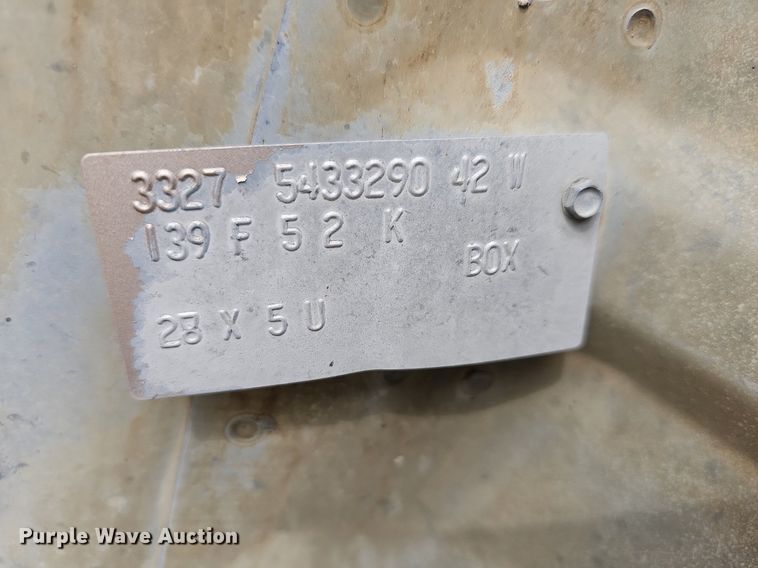 3327 5433290 42 W
139 F 5 2 K
BOX
28 X 5 U
Purple Wave Auction